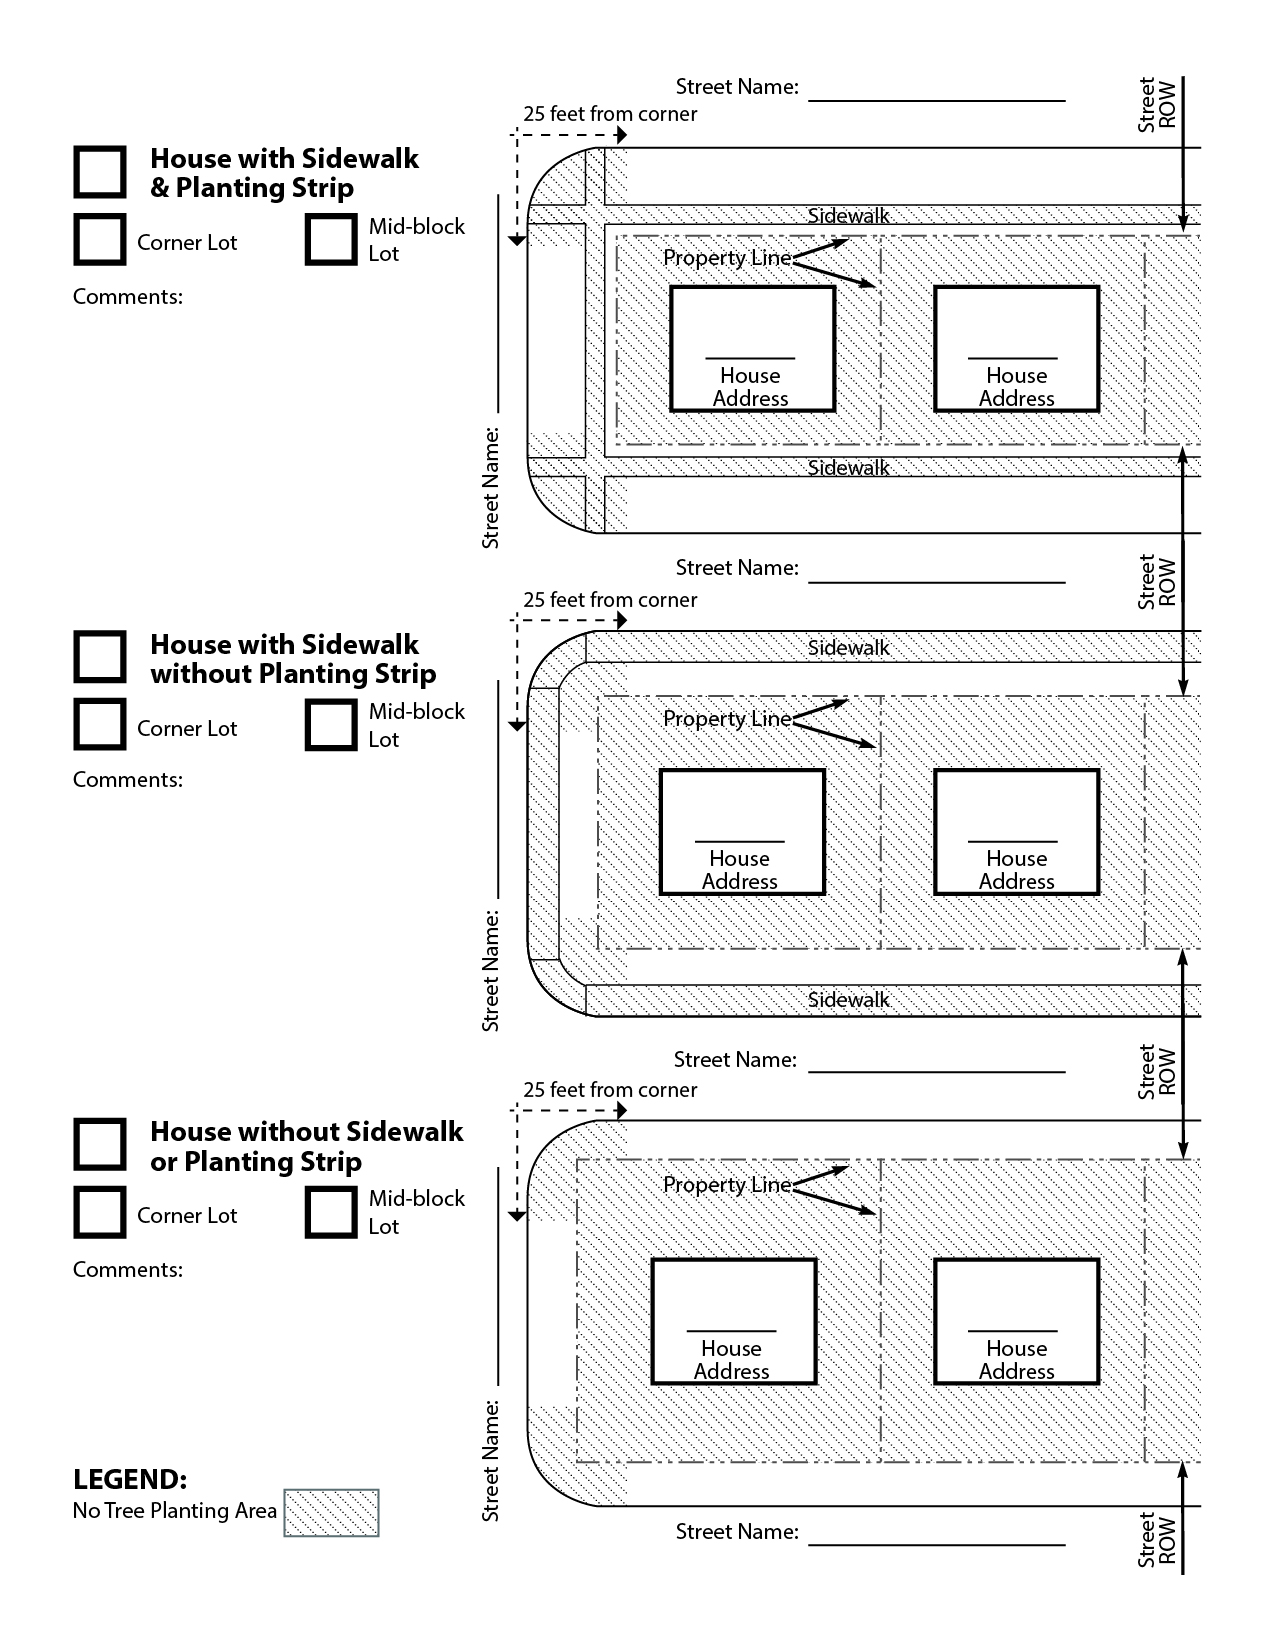 Street Name:
Street
ROW
25 feet from corner
House with Sidewalk
& Planting Strip
Corner Lot
Mid-block
Lot
Comments:
Sidewalk
Property Line
House
Address
House
Address
Sidewalk
Street Name:
Street Name:
Street
ROW
25 feet from corner
House with Sidewalk
without Planting Strip
Corner Lot
Mid-block
Lot
Comments:
Sidewalk
Property Line
House
Address
House
Address
Sidewalk
Street Name:
Street Name:
Street
ROW
25 feet from corner
House without Sidewalk
or Planting Strip
Corner Lot
Mid-block
Lot
Comments:
Property Line
House
Address
House
Address
Street Name:
LEGEND:
No Tree Planting Area
Street Name:
Street
ROW